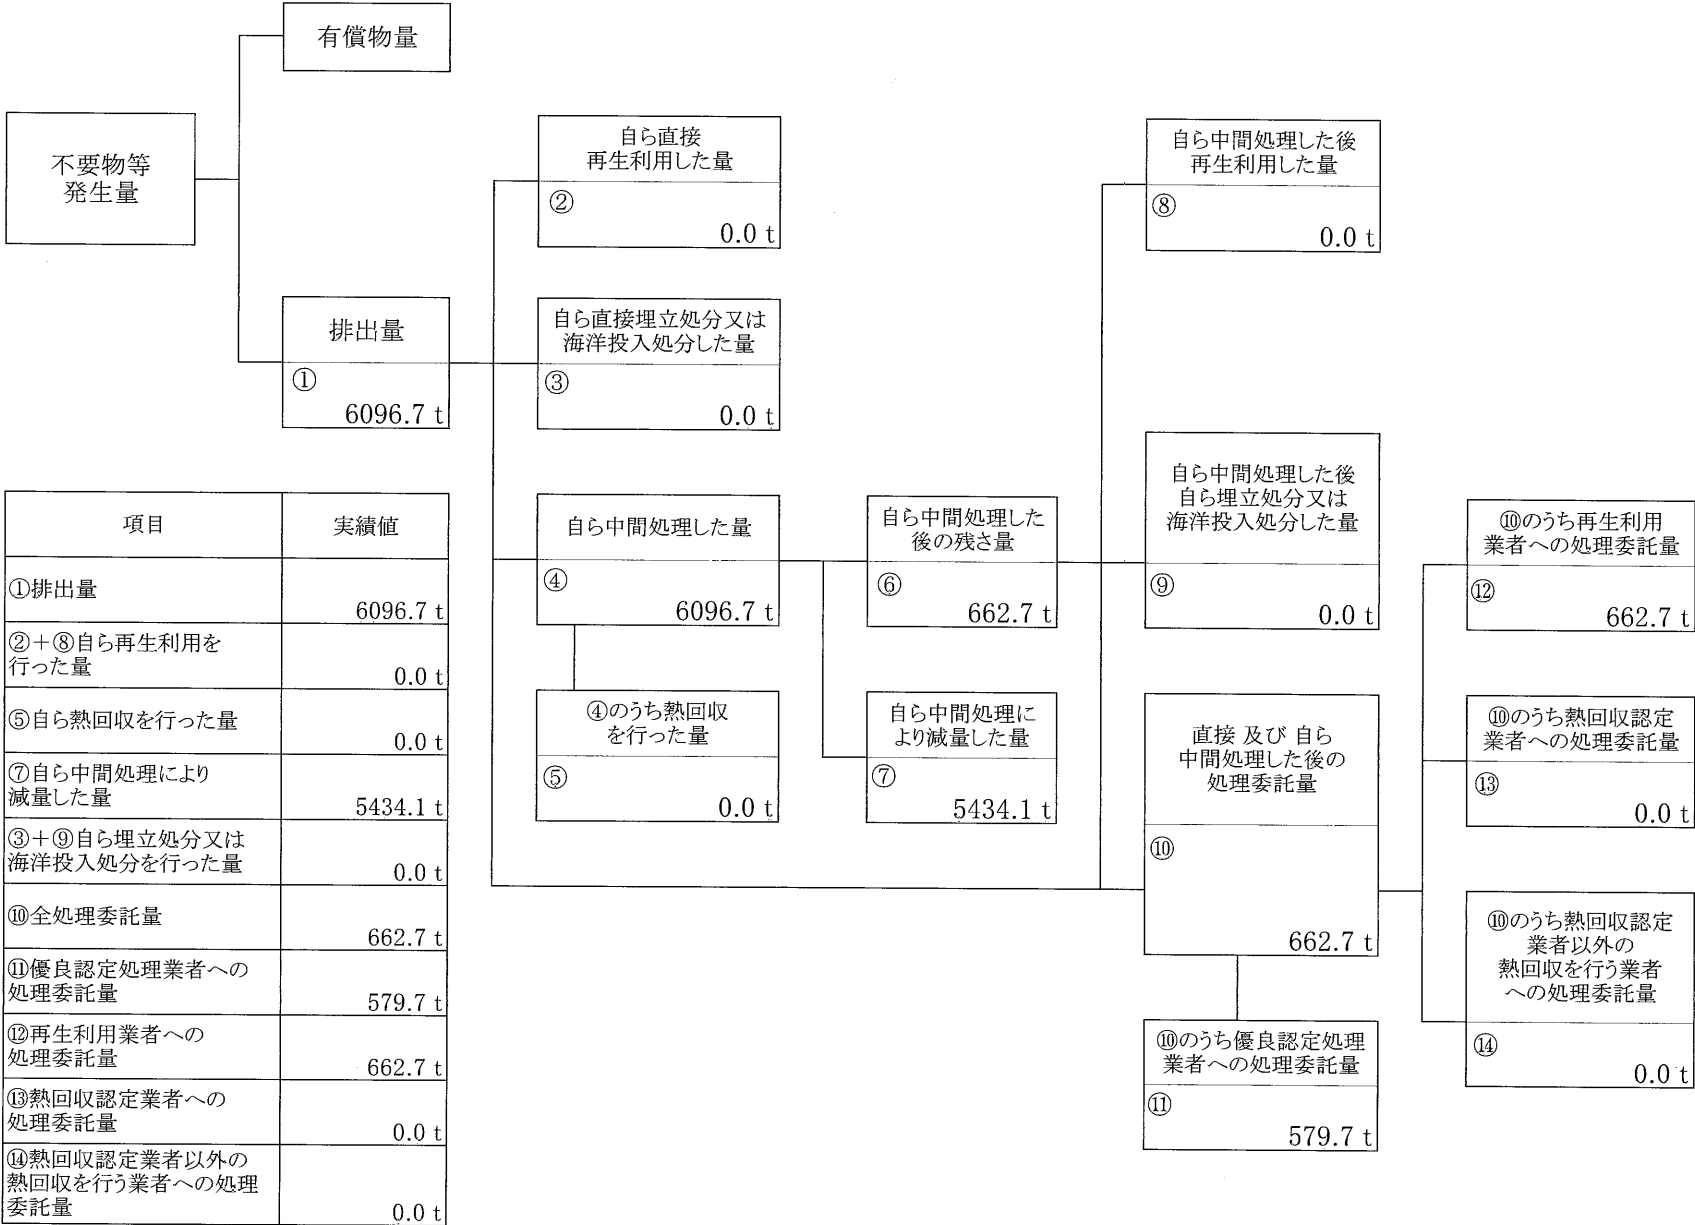 有償物量
不要物等
発生量
排出量
①
6096.7 t
自ら直接
再生利用した量
②
0.0 t
自ら直接埋立処分又は
海洋投入処分した量
③
0.0 t
自ら中間処理した量
④
6096.7 t
④のうち熱回収
を行った量
⑤
0.0 t
自ら中間処理した
後の残さ量
⑥
662.7 t
自ら中間処理に
より減量した量
⑦
5434.1 t
自ら中間処理した後
再生利用した量
⑧
0.0 t
自ら中間処理した後
自ら埋立処分又は
海洋投入処分した量
⑨
0.0 t
直接 及び 自ら
中間処理した後の
処理委託量
⑩
662.7 t
⑩のうち優良認定処理
業者への処理委託量
⑪
579.7 t
⑩のうち再生利用
業者への処理委託量
⑫
662.7 t
⑩のうち熱回収認定
業者への処理委託量
⑬
0.0 t
⑩のうち熱回収認定
業者以外の
熱回収を行う業者
への処理委託量
⑭
0.0 t
項目 実績値
①排出量
6096.7 t
②＋⑧自ら再生利用を
行った量
0.0 t
⑤自ら熱回収を行った量
0.0 t
⑦自ら中間処理により
減量した量
5434.1 t
③＋⑨自ら埋立処分又は
海洋投入処分を行った量
0.0 t
⑩全処理委託量
662.7 t
⑪優良認定処理業者への
処理委託量
579.7 t
⑫再生利用業者への
処理委託量
662.7 t
⑬熱回収認定業者への
処理委託量
0.0 t
⑭熱回収認定業者以外の
熱回収を行う業者への処理
委託量
0.0 t